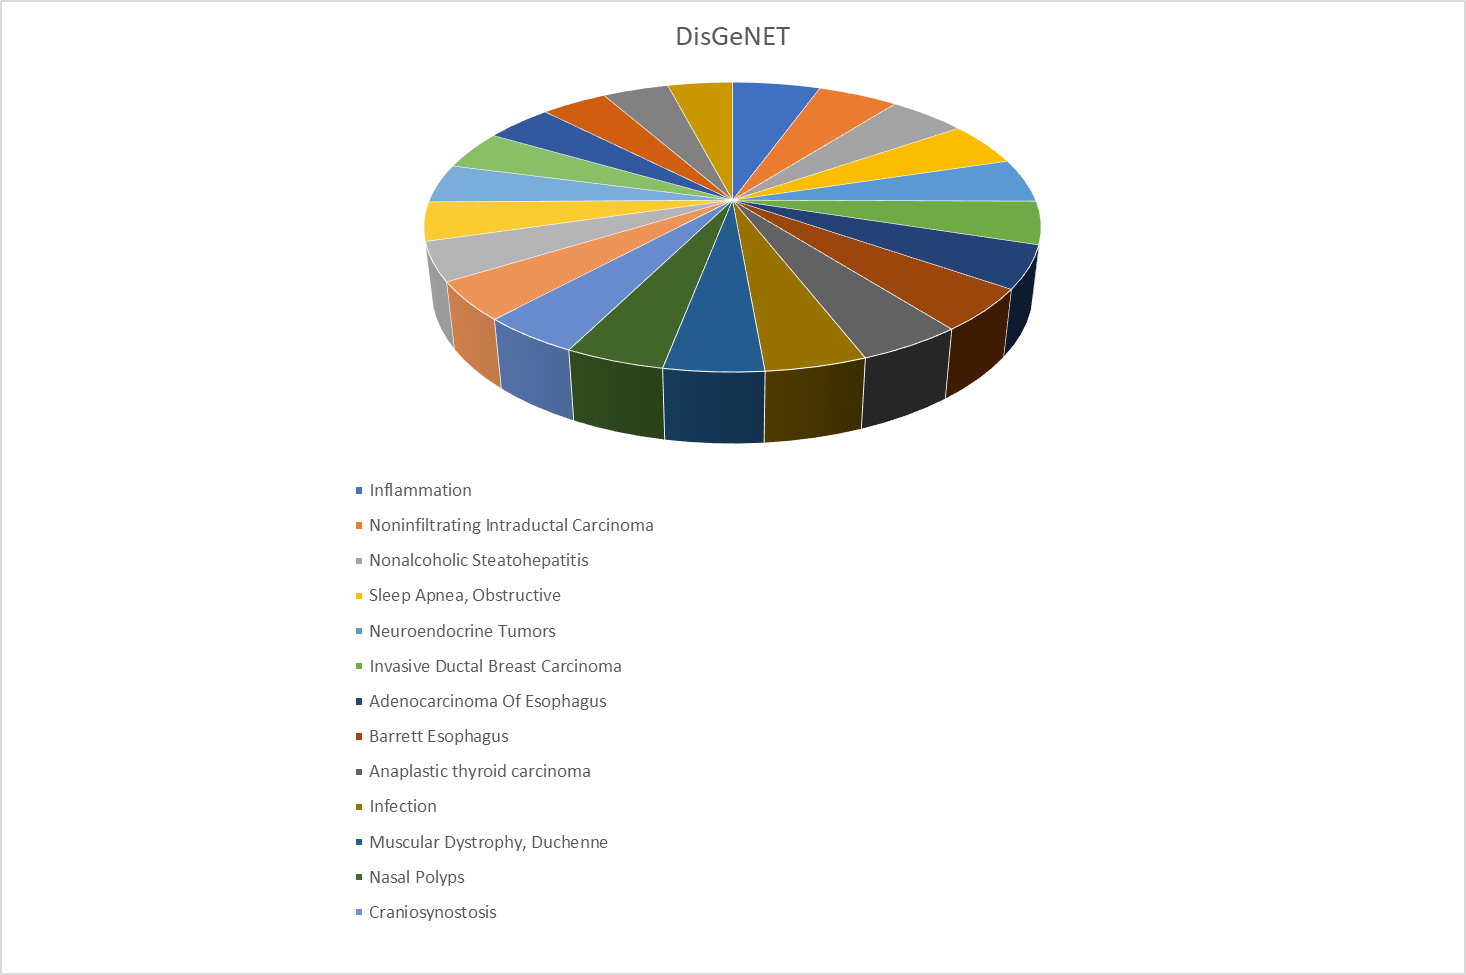 DisGeNET
Inflammation
Noninfiltrating Intraductal Carcinoma
Nonalcoholic Steatohepatitis
Sleep Apnea, Obstructive
Neuroendocrine Tumors
Invasive Ductal Breast Carcinoma
Adenocarcinoma Of Esophagus
Barrett Esophagus
Anaplastic thyroid carcinoma
Infection
Muscular Dystrophy, Duchenne
Nasal Polyps
Craniosynostosis